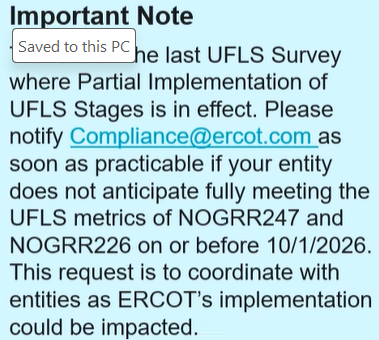 Important Note
Saved to this PC
he last UFLS Survey
where Partial Implementation of
UFLS Stages is in effect. Please
notify Compliance@ercot.com as
soon as practicable if your entity
does not anticipate fully meeting the
UFLS metrics of NOGRR247 and
NOGRR226 on or before 10/1/2026.
This request is to coordinate with
entities as ERCOT’s implementation
could be impacted.